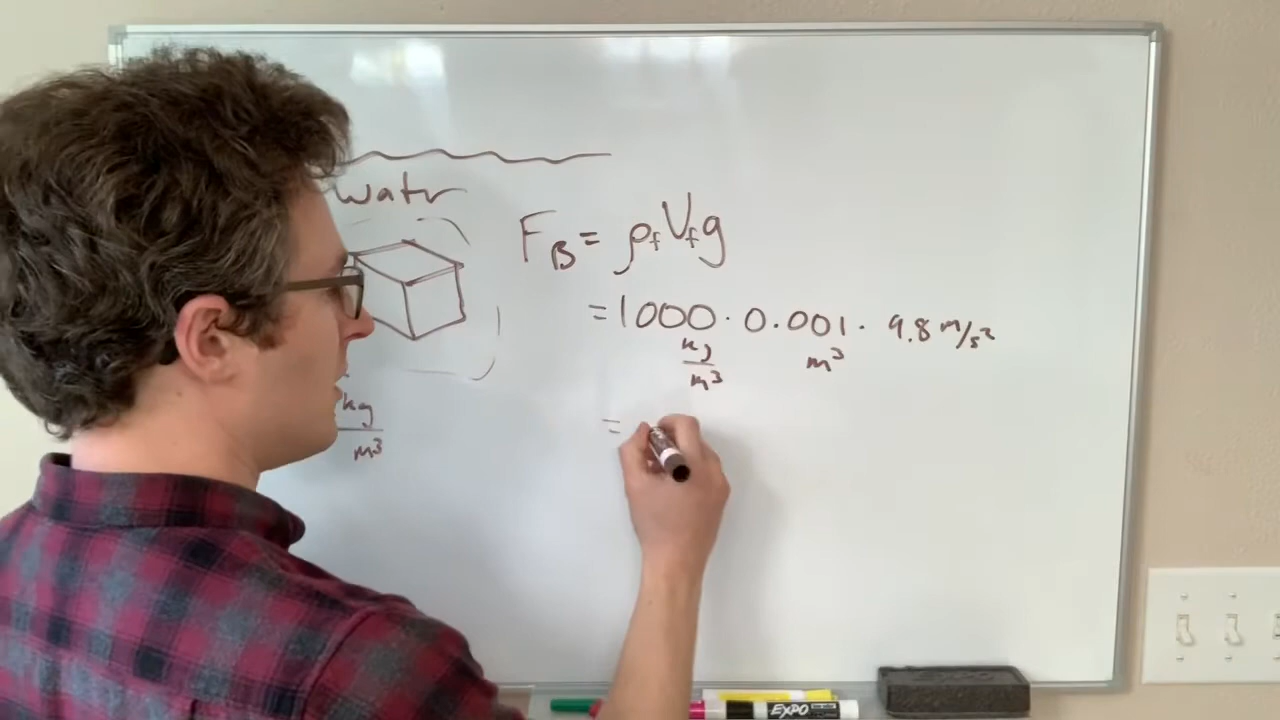 watr
F_B = ρ_f V_f g
= 1000 · 0.001 · 9.8 m/s²
kg/m³ m³
kg/m³
=
EXPO